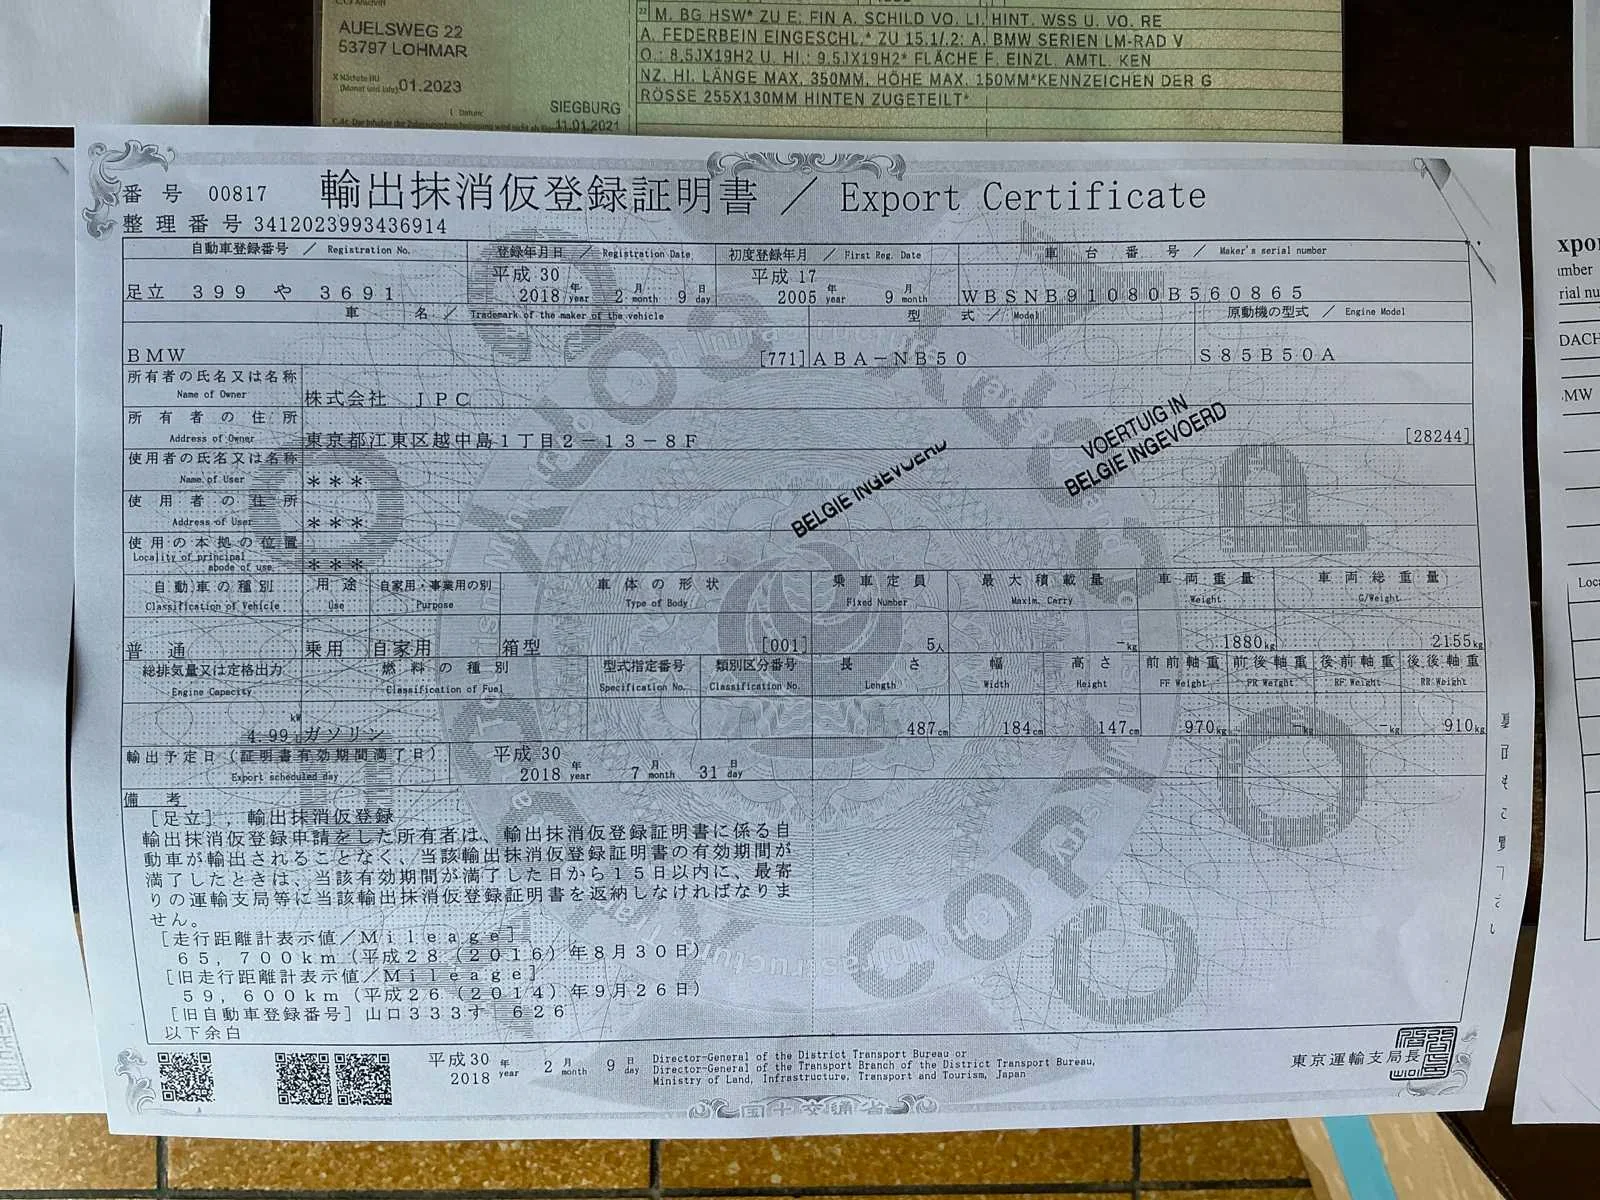 AUELSWEG 22
53797 LOHMAR
X Nächste HU
(Monat und Jahr) 01.2023
I. Datum:
SIEGBURG
11.01.2021
22 M. BG HSW* ZU E: FIN A. SCHILD VO. LI. HINT. WSS U. VO. RE
A. FEDERBEIN EINGESCHL.* ZU 15.1/.2: A. BMW SERIEN LM-RAD V
O.: 8,5JX19H2 U. HI.: 9.5JX19H2* FLÄCHE F. EINZL. AMTL. KEN
NZ. HI. LÄNGE MAX. 350MM, HÖHE MAX. 150MM*KENNZEICHEN DER G
RÖSSE 255X130MM HINTEN ZUGETEILT*
番号 00817 輸出抹消仮登録証明書 / Export Certificate
整理番号 3412023993436914
自動車登録番号 / Registration No. 登録年月日 / Registration Date 初度登録年月 / First Reg. Date 車台番号 / Maker's serial number
足立 399 や 3691 平成 30 2018 年 year 2 月 month 9 日 day 平成 17 2005 年 year 9 月 month WBSNB91080B560865
車名 / Trademark of the maker of the vehicle 型式 / Model 原動機の型式 / Engine Model
BMW [771] ABA-NB50 S85B50A
所有者の氏名又は名称
Name of Owner 株式会社 JPC
所有者の住所
Address of Owner 東京都江東区越中島1丁目2-13-8F [28244]
使用者の氏名又は名称
Name of User ***
使用者の住所
Address of User ***
使用の本拠の位置
Locality of principal abode of use ***
BELGIE INGEVOERD
VOERTUIG IN
BELGIE INGEVOERD
自動車の種別 用途 自家用・事業用の別 車体の形状 乗車定員 最大積載量 車両重量 車両総重量
Classification of Vehicle Use Purpose Type of Body Fixed Number Maxim. Carry Weight G/Weight
普通 乗用 自家用 箱型 [001] 5人 -kg 1880kg 2155kg
総排気量又は定格出力 燃料の種別 型式指定番号 類別区分番号 長さ 幅 高さ 前前軸重 前後軸重 後前軸重 後後軸重
Engine Capacity Classification of Fuel Specification No. Classification No. Length Width Height FF Weight FR Weight RF Weight RR Weight
kW
4.99 L ガソリン 487cm 184cm 147cm 970kg -kg -kg 910kg
輸出予定日(証明書有効期間満了日)
Export scheduled day 平成 30 2018 年 year 7 月 month 31 日 day
備考
[足立], 輸出抹消仮登録
輸出抹消仮登録申請をした所有者は、輸出抹消仮登録証明書に係る自
動車が輸出されることなく、当該輸出抹消仮登録証明書の有効期間が
満了したときは、当該有効期間が満了した日から15日以内に、最寄
りの運輸支局等に当該輸出抹消仮登録証明書を返納しなければなりま
せん。
[走行距離計表示値/Mileage]
65,700km(平成28(2016)年8月30日)
[旧走行距離計表示値/Mileage]
59,600km(平成26(2014)年9月26日)
[旧自動車登録番号] 山口333す 626
以下余白
平成30 2018 年 year 2 月 month 9 日 day
Director-General of the District Transport Bureau or
Director-General of the Transport Branch of the District Transport Bureau,
Ministry of Land, Infrastructure, Transport and Tourism, Japan
東京運輸支局長
国土交通省
COPY